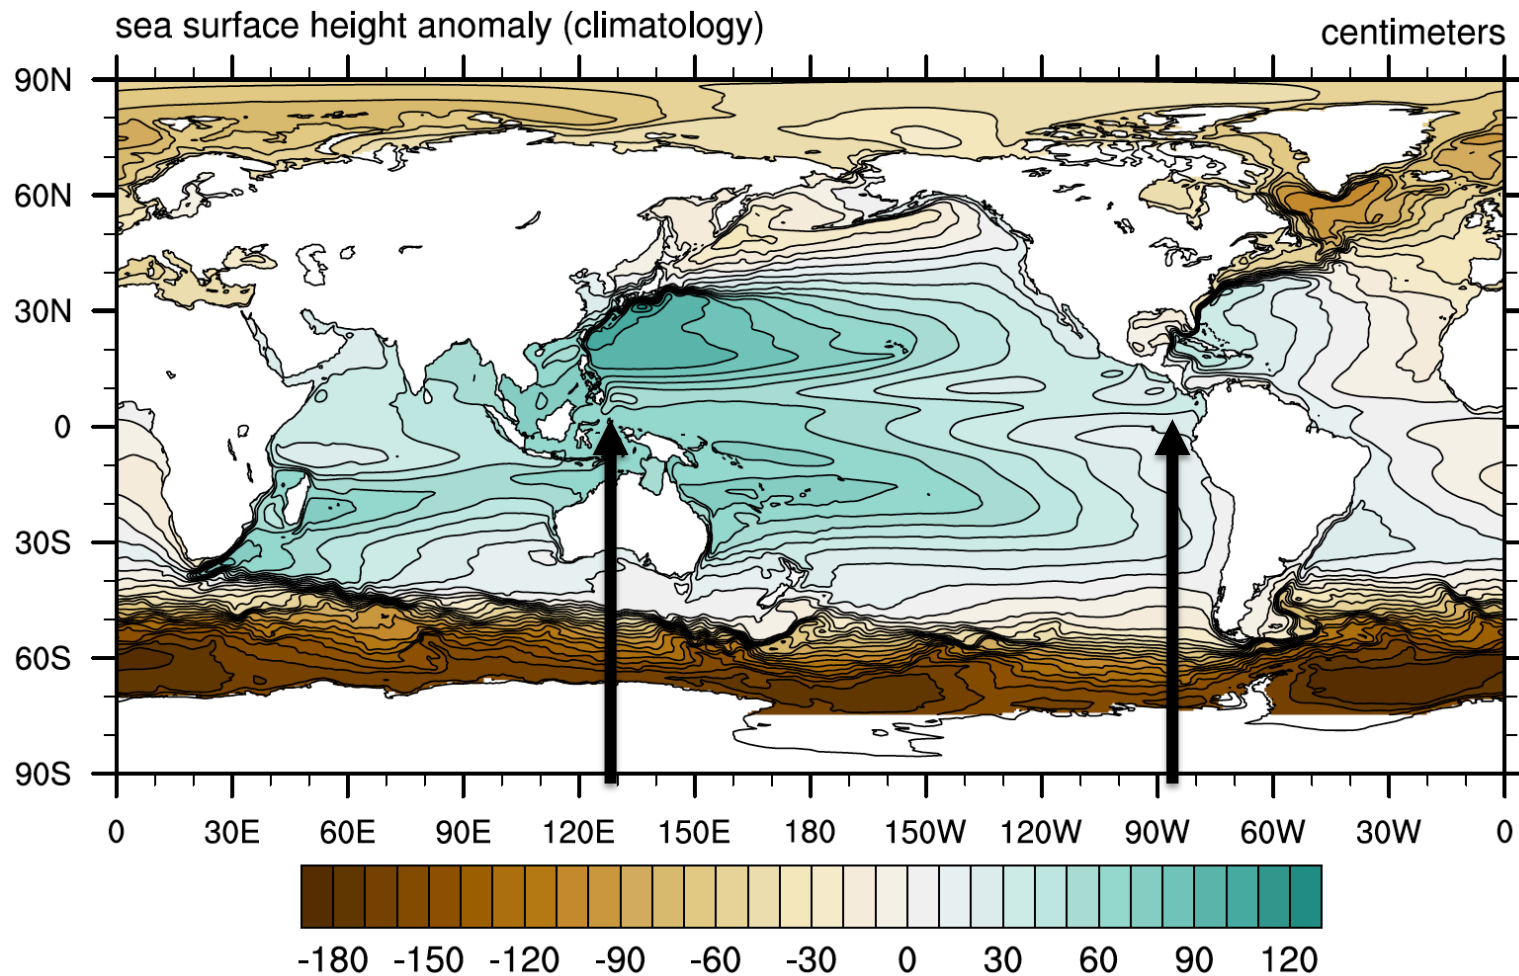 sea surface height anomaly (climatology) centimeters
90N
60N
30N
0
30S
60S
90S
0 30E 60E 90E 120E 150E 180 150W 120W 90W 60W 30W 0
-180 -150 -120 -90 -60 -30 0 30 60 90 120